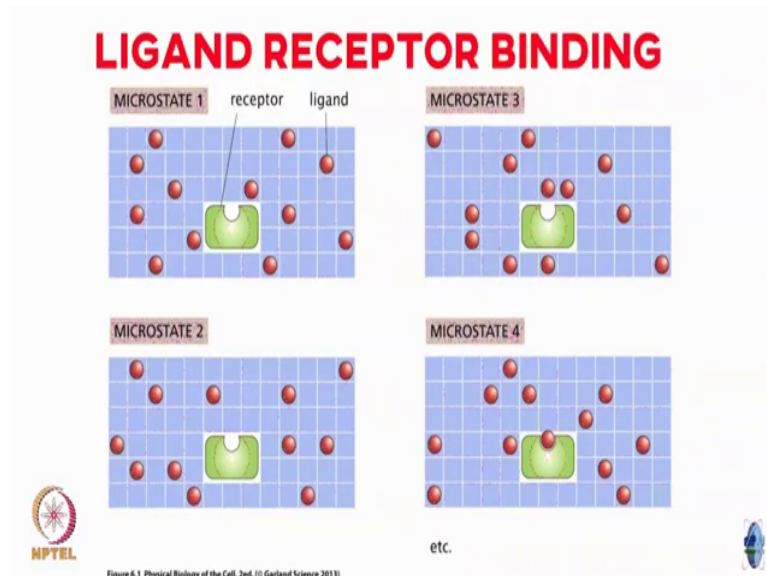 LIGAND RECEPTOR BINDING
MICROSTATE 1
receptor
ligand
MICROSTATE 3
MICROSTATE 2
MICROSTATE 4
etc.
NPTEL
Figure 6.1 Physical Biology of the Cell, 2ed. (© Garland Science 2013)